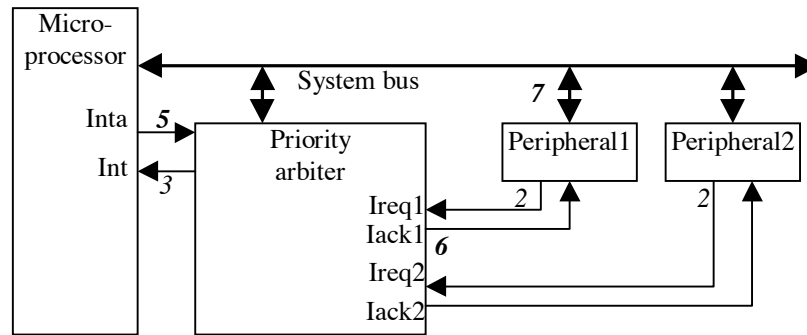 Micro-
processor
System bus
7
Inta
5
Int
3
Priority
arbiter
Peripheral1
Peripheral2
2
2
Ireq1
Iack1
6
Ireq2
Iack2